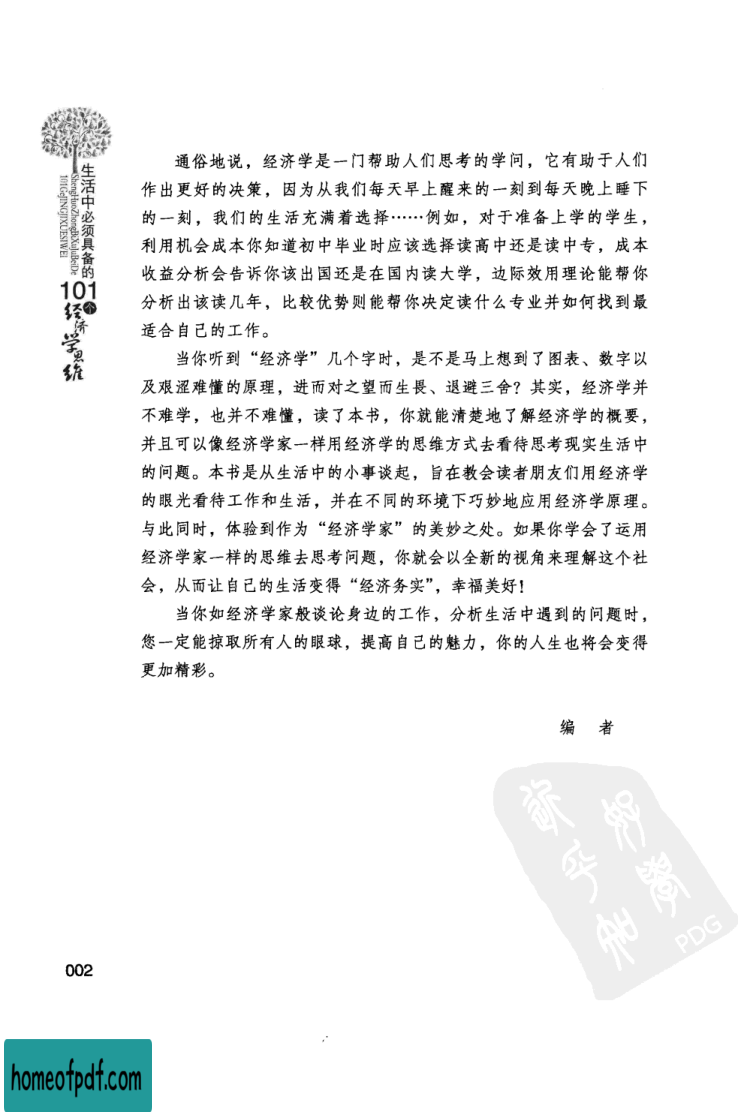 生活中必须具备的
ShengHuoZhongBiXuJuBeiDe
101GeJINGJIXUESIWEI
101个
经济学思维
通俗地说，经济学是一门帮助人们思考的学问，它有助于人们
作出更好的决策，因为从我们每天早上醒来的一刻到每天晚上睡下
的一刻，我们的生活充满着选择……例如，对于准备上学的学生，
利用机会成本你知道初中毕业时应该选择读高中还是读中专，成本
收益分析会告诉你该出国还是在国内读大学，边际效用理论能帮你
分析出该读几年，比较优势则能帮你决定读什么专业并如何找到最
适合自己的工作。
当你听到“经济学”几个字时，是不是马上想到了图表、数字以
及艰涩难懂的原理，进而对之望而生畏、退避三舍？其实，经济学并
不难学，也并不难懂，读了本书，你就能清楚地了解经济学的概要，
并且可以像经济学家一样用经济学的思维方式去看待思考现实生活中
的问题。本书是从生活中的小事谈起，旨在教会读者朋友们用经济学
的眼光看待工作和生活，并在不同的环境下巧妙地应用经济学原理。
与此同时，体验到作为“经济学家”的美妙之处。如果你学会了运用
经济学家一样的思维去思考问题，你就会以全新的视角来理解这个社
会，从而让自己的生活变得“经济务实”，幸福美好！
当你如经济学家般谈论身边的工作，分析生活中遇到的问题时，
您一定能掠取所有人的眼球，提高自己的魅力，你的人生也将会变得
更加精彩。
编 者
PDG
002
homeofpdf.com